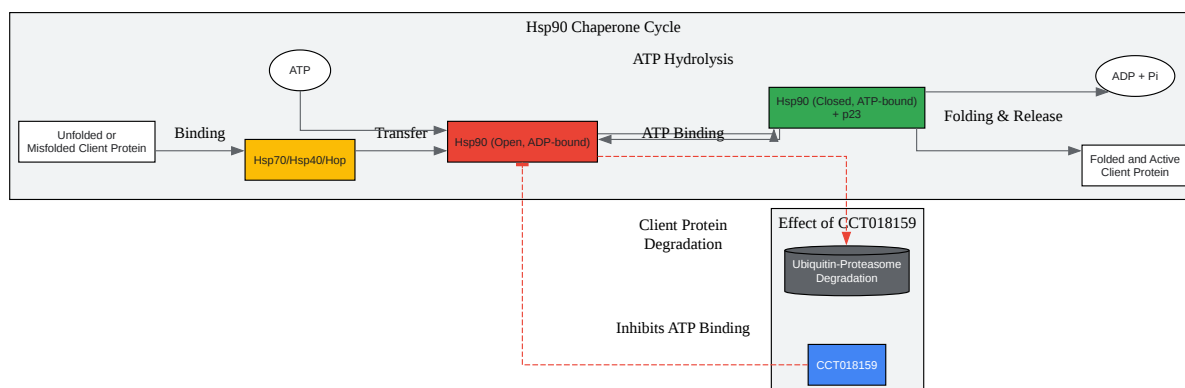 Hsp90 Chaperone Cycle
ATP Hydrolysis
ATP
ADP + Pi
Hsp90 (Closed, ATP-bound)
+ p23
Unfolded or
Misfolded Client Protein
Binding
Hsp70/Hsp40/Hop
Transfer
Hsp90 (Open, ADP-bound)
ATP Binding
Folding & Release
Folded and Active
Client Protein
Client Protein
Degradation
Effect of CCT018159
Ubiquitin-Proteasome
Degradation
Inhibits ATP Binding
CCT018159